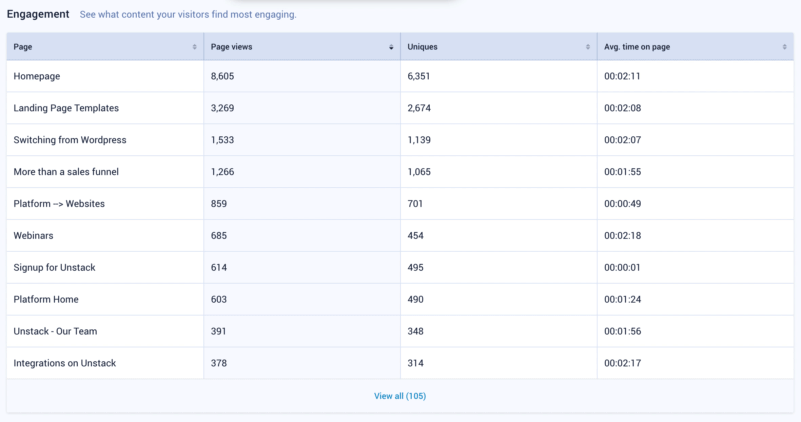 Engagement See what content your visitors find most engaging.
Page Page views Uniques Avg. time on page
Homepage 8,605 6,351 00:02:11
Landing Page Templates 3,269 2,674 00:02:08
Switching from Wordpress 1,533 1,139 00:02:07
More than a sales funnel 1,266 1,065 00:01:55
Platform --> Websites 859 701 00:00:49
Webinars 685 454 00:02:18
Signup for Unstack 614 495 00:00:01
Platform Home 603 490 00:01:24
Unstack - Our Team 391 348 00:01:56
Integrations on Unstack 378 314 00:02:17
View all (105)